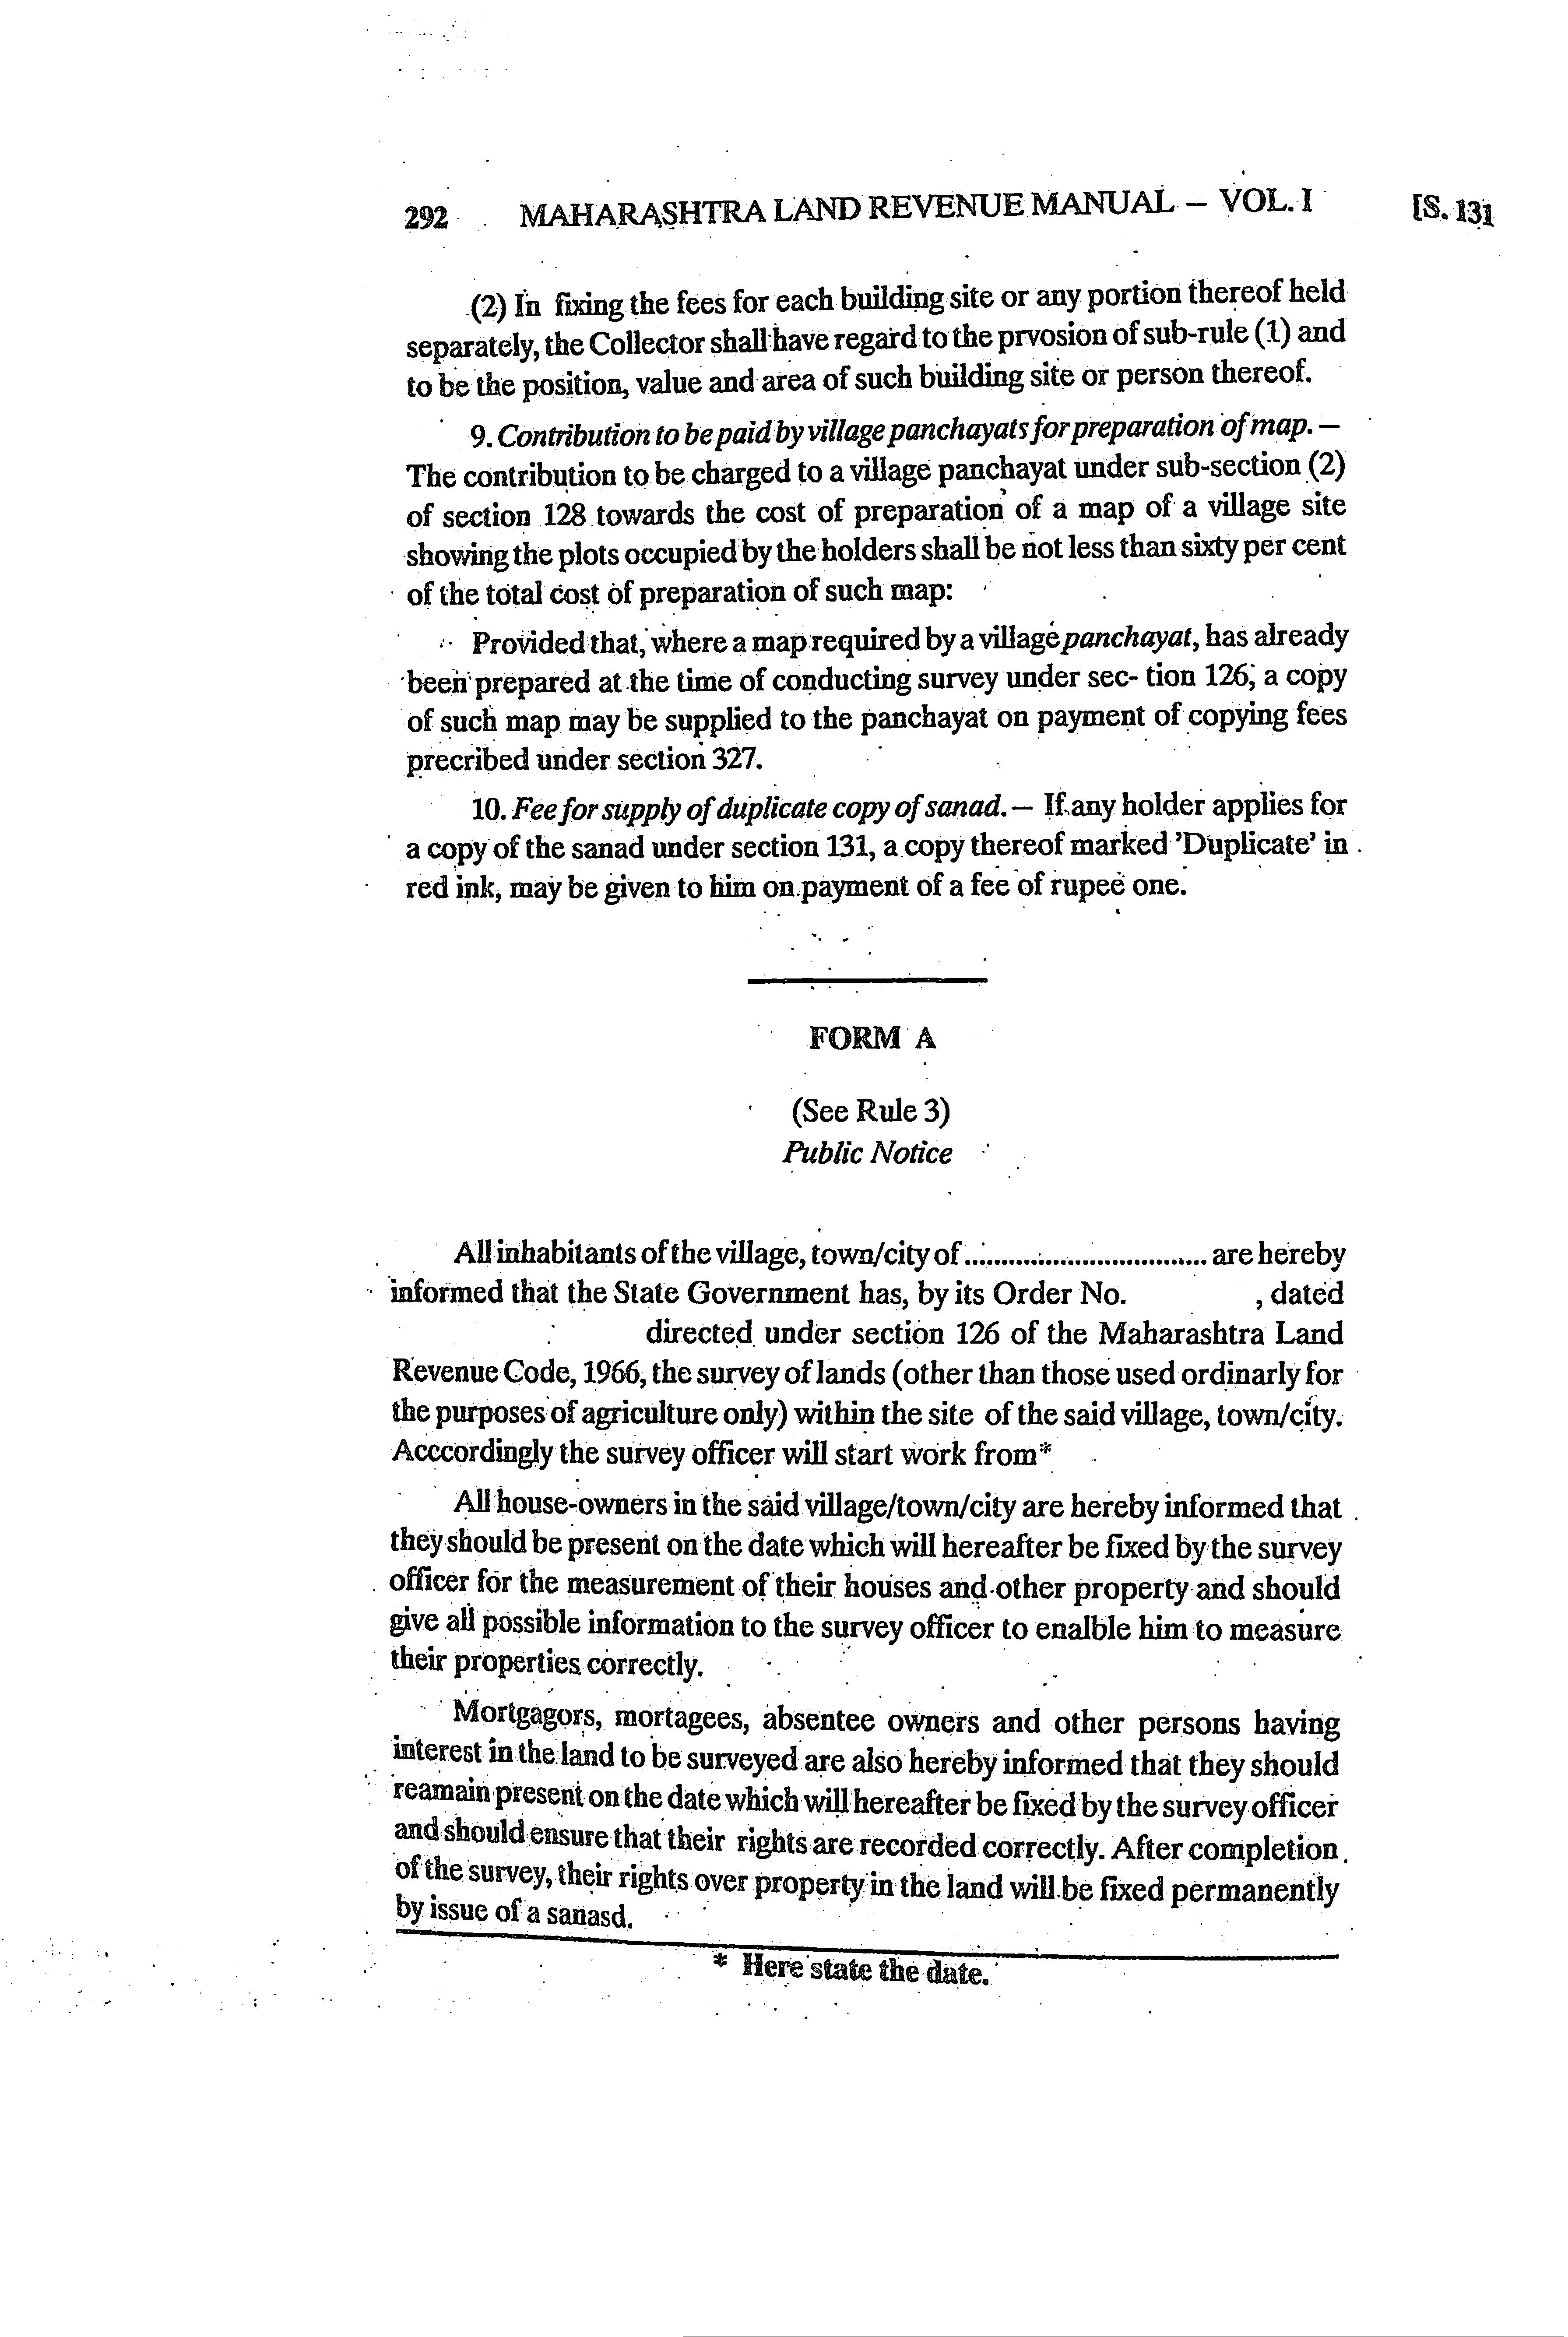 292 MAHARASHTRA LAND REVENUE MANUAL – VOL. I [S. 131
(2) In fixing the fees for each building site or any portion thereof held
separately, the Collector shall have regard to the prvosion of sub-rule (1) and
to be the position, value and area of such building site or person thereof.
9. Contribution to be paid by village panchayats for preparation of map. –
The contribution to be charged to a village panchayat under sub-section (2)
of section 128 towards the cost of preparation of a map of a village site
showing the plots occupied by the holders shall be not less than sixty per cent
of the total cost of preparation of such map:
Provided that, where a map required by a village panchayat, has already
been prepared at the time of conducting survey under sec- tion 126, a copy
of such map may be supplied to the panchayat on payment of copying fees
precribed under section 327.
10. Fee for supply of duplicate copy of sanad. – If any holder applies for
a copy of the sanad under section 131, a copy thereof marked 'Duplicate' in
red ink, may be given to him on payment of a fee of rupee one.
FORM A
(See Rule 3)
Public Notice
All inhabitants of the village, town/city of .................................. are hereby
informed that the State Government has, by its Order No. , dated
directed under section 126 of the Maharashtra Land
Revenue Code, 1966, the survey of lands (other than those used ordinarly for
the purposes of agriculture only) within the site of the said village, town/city.
Acccordingly the survey officer will start work from*
All house-owners in the said village/town/city are hereby informed that
they should be present on the date which will hereafter be fixed by the survey
officer for the measurement of their houses and other property and should
give all possible information to the survey officer to enalble him to measure
their properties correctly.
Mortgagors, mortagees, absentee owners and other persons having
interest in the land to be surveyed are also hereby informed that they should
reamain present on the date which will hereafter be fixed by the survey officer
and should ensure that their rights are recorded correctly. After completion
of the survey, their rights over property in the land will be fixed permanently
by issue of a sanasd.
* Here state the date.